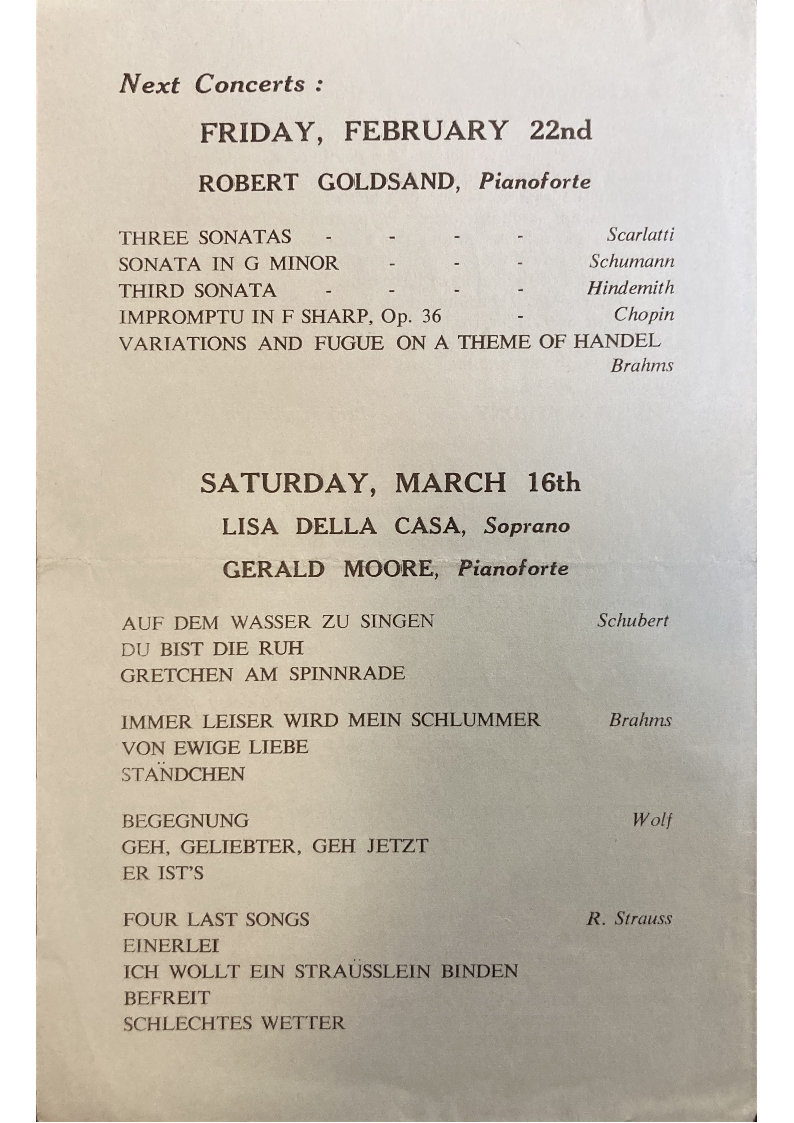 Next Concerts :
FRIDAY, FEBRUARY 22nd
ROBERT GOLDSAND, Pianoforte
THREE SONATAS - - - - Scarlatti
SONATA IN G MINOR - - - Schumann
THIRD SONATA - - - - Hindemith
IMPROMPTU IN F SHARP, Op. 36 - Chopin
VARIATIONS AND FUGUE ON A THEME OF HANDEL
Brahms
SATURDAY, MARCH 16th
LISA DELLA CASA, Soprano
GERALD MOORE, Pianoforte
AUF DEM WASSER ZU SINGEN Schubert
DU BIST DIE RUH
GRETCHEN AM SPINNRADE
IMMER LEISER WIRD MEIN SCHLUMMER Brahms
VON EWIGE LIEBE
STÄNDCHEN
BEGEGNUNG Wolf
GEH, GELIEBTER, GEH JETZT
ER IST'S
FOUR LAST SONGS R. Strauss
EINERLEI
ICH WOLLT EIN STRAÜSSLEIN BINDEN
BEFREIT
SCHLECHTES WETTER